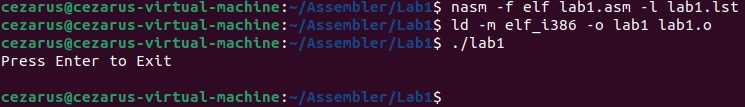 cezarus@cezarus-virtual-machine:~/Assembler/Lab1$ nasm -f elf lab1.asm -l lab1.lst
cezarus@cezarus-virtual-machine:~/Assembler/Lab1$ ld -m elf_i386 -o lab1 lab1.o
cezarus@cezarus-virtual-machine:~/Assembler/Lab1$ ./lab1
Press Enter to Exit
cezarus@cezarus-virtual-machine:~/Assembler/Lab1$